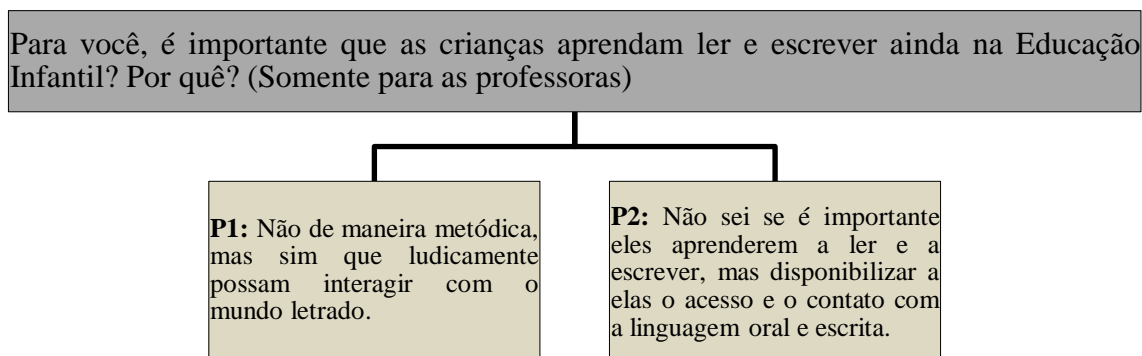 Para você, é importante que as crianças aprendam ler e escrever ainda na Educação
Infantil? Por quê? (Somente para as professoras)
P1: Não de maneira metódica,
mas sim que ludicamente
possam interagir com o
mundo letrado.
P2: Não sei se é importante
eles aprenderem a ler e a
escrever, mas disponibilizar a
elas o acesso e o contato com
a linguagem oral e escrita.